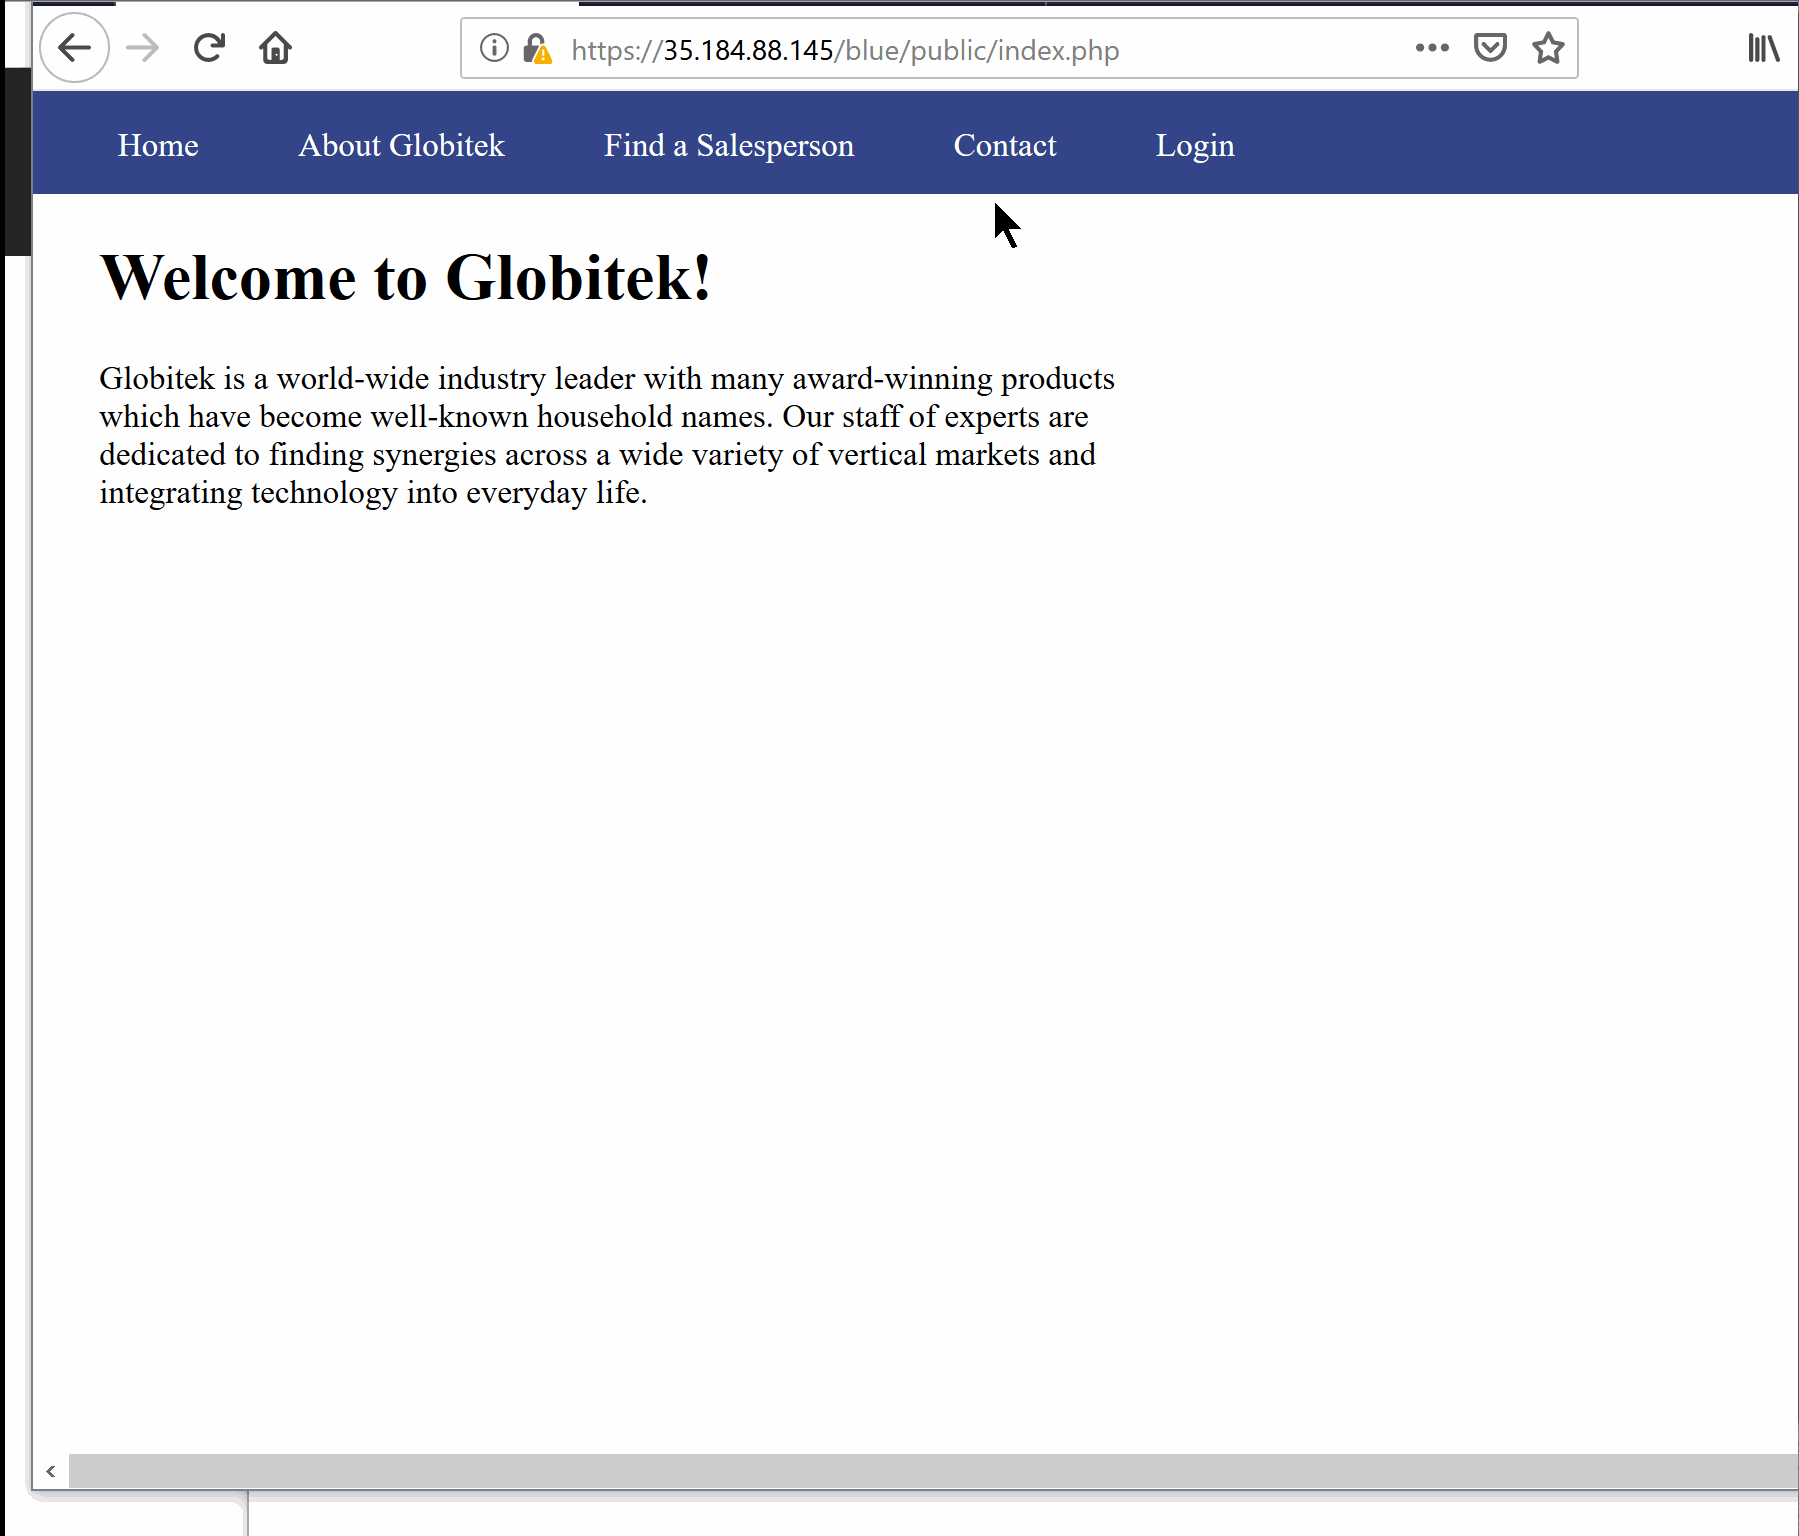 https://35.184.88.145/blue/public/index.php
Home About Globitek Find a Salesperson Contact Login
Welcome to Globitek!
Globitek is a world-wide industry leader with many award-winning products
which have become well-known household names. Our staff of experts are
dedicated to finding synergies across a wide variety of vertical markets and
integrating technology into everyday life.